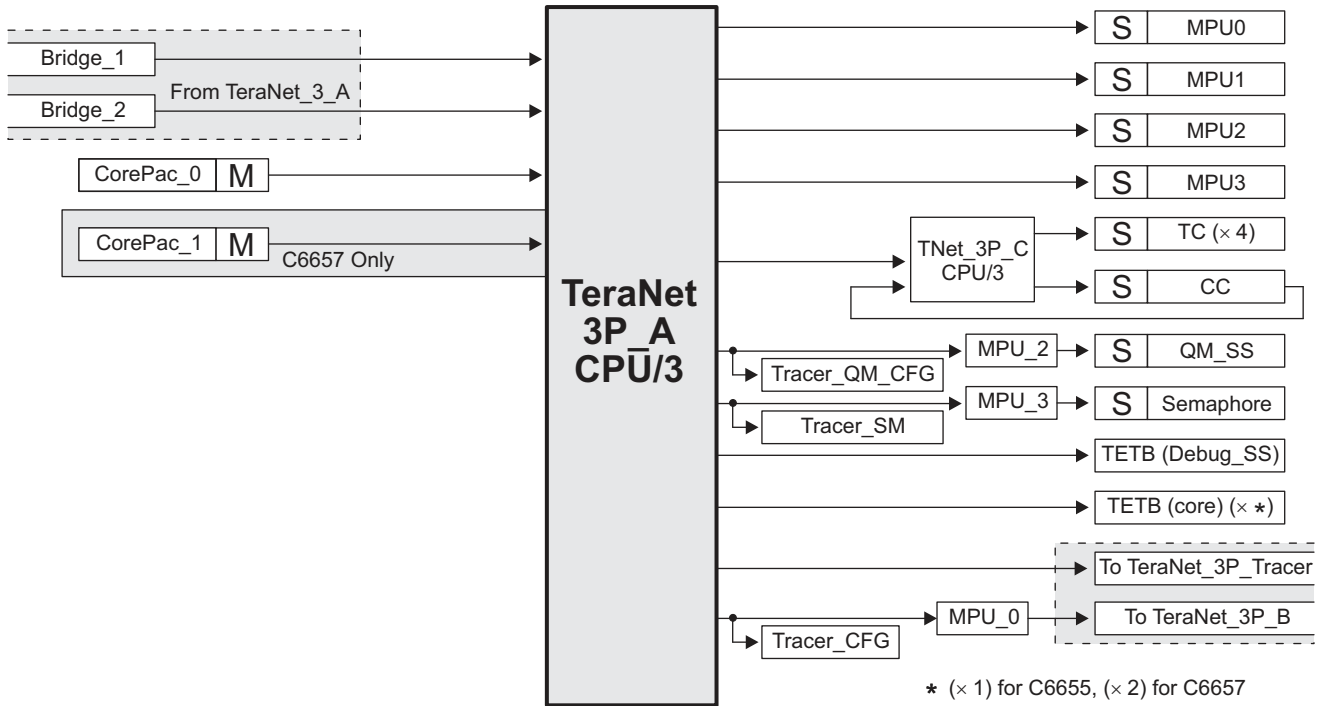 Bridge_1
From TeraNet_3_A
Bridge_2
CorePac_0 M
CorePac_1 M
C6657 Only
TeraNet
3P_A
CPU/3
S MPU0
S MPU1
S MPU2
S MPU3
TNet_3P_C
CPU/3
S TC (× 4)
S CC
MPU_2
S QM_SS
Tracer_QM_CFG
MPU_3
S Semaphore
Tracer_SM
TETB (Debug_SS)
TETB (core) (× *)
To TeraNet_3P_Tracer
MPU_0
To TeraNet_3P_B
Tracer_CFG
* (× 1) for C6655, (× 2) for C6657